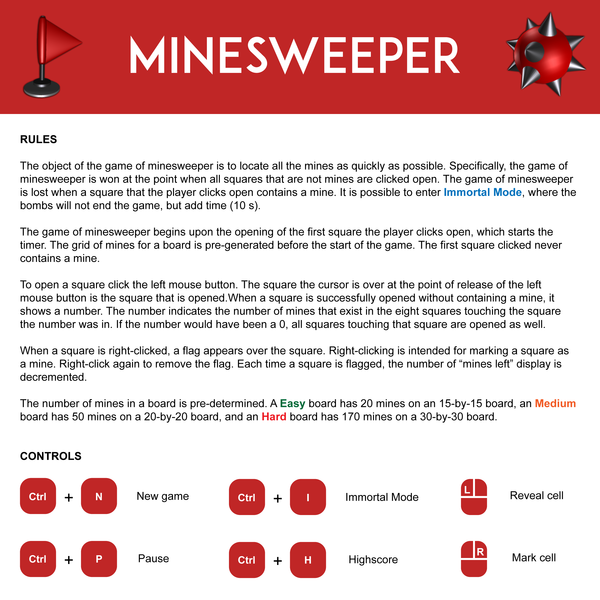 MINESWEEPER
RULES
The object of the game of minesweeper is to locate all the mines as quickly as possible. Specifically, the game of
minesweeper is won at the point when all squares that are not mines are clicked open. The game of minesweeper
is lost when a square that the player clicks open contains a mine. It is possible to enter Immortal Mode, where the
bombs will not end the game, but add time (10 s).
The game of minesweeper begins upon the opening of the first square the player clicks open, which starts the
timer. The grid of mines for a board is pre-generated before the start of the game. The first square clicked never
contains a mine.
To open a square click the left mouse button. The square the cursor is over at the point of release of the left
mouse button is the square that is opened.When a square is successfully opened without containing a mine, it
shows a number. The number indicates the number of mines that exist in the eight squares touching the square
the number was in. If the number would have been a 0, all squares touching that square are opened as well.
When a square is right-clicked, a flag appears over the square. Right-clicking is intended for marking a square as
a mine. Right-click again to remove the flag. Each time a square is flagged, the number of “mines left” display is
decremented.
The number of mines in a board is pre-determined. A Easy board has 20 mines on an 15-by-15 board, an Medium
board has 50 mines on a 20-by-20 board, and an Hard board has 170 mines on a 30-by-30 board.
CONTROLS
Ctrl + N New game Ctrl + I Immortal Mode L Reveal cell
Ctrl + P Pause Ctrl + H Highscore R Mark cell